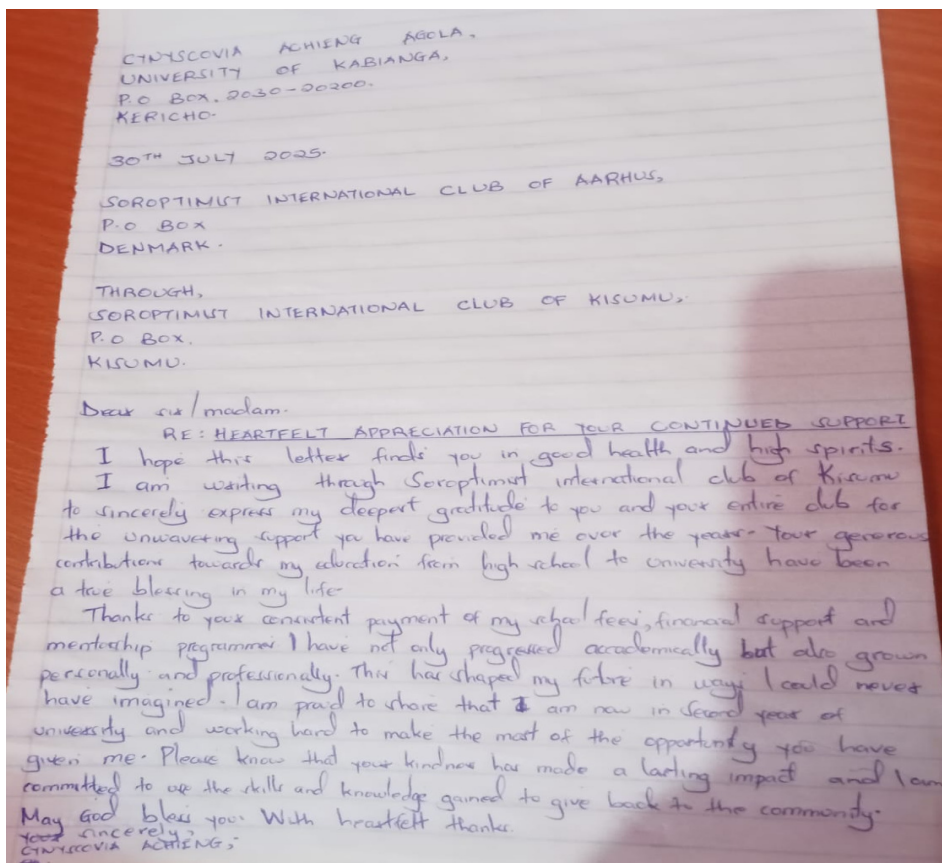 CYNYSCOVIA ACHIENG AGOLA,
UNIVERSITY OF KABIANGA,
P.O BOX, 2030-20200.
KERICHO.
30TH JULY 2025.
SOROPTIMIST INTERNATIONAL CLUB OF AARHUS,
P.O BOX
DENMARK.
THROUGH,
SOROPTIMIST INTERNATIONAL CLUB OF KISUMU,
P.O BOX,
KISUMU.
Dear sir/madam.
RE: HEARTFELT APPRECIATION FOR YOUR CONTINUED SUPPORT
I hope this letter finds you in good health and high spirits.
I am writing through Soroptimist international club of Kisumu
to sincerely express my deepest gratitude to you and your entire club for
the unwavering support you have provided me over the years. Your generous
contributions towards my education from high school to university have been
a true blessing in my life.
Thanks to your consistent payment of my school fees, financial support and
mentorship programmes I have not only progressed accademically but also grown
personally and professionally. This has shaped my future in ways I could never
have imagined. I am proud to share that I am now in Second year of
university and working hard to make the most of the opportunity you have
given me. Please know that your kindness has made a lasting impact and I am
committed to use the skills and knowledge gained to give back to the community.
May God bless you. With heartfelt thanks.
Your sincerely,
CYNYSCOVIA ACHIENG,